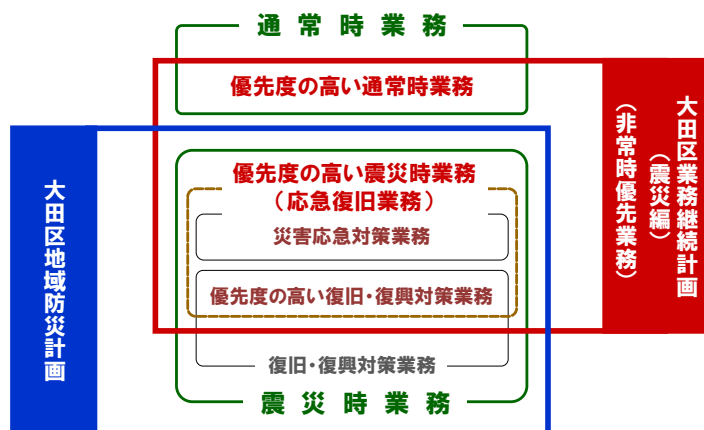 通常時業務
優先度の高い通常時業務
大田区業務継続計画
（震災編）
（非常時優先業務）
大田区地域防災計画
優先度の高い震災時業務
（応急復旧業務）
災害応急対策業務
優先度の高い復旧・復興対策業務
復旧・復興対策業務
震災時業務